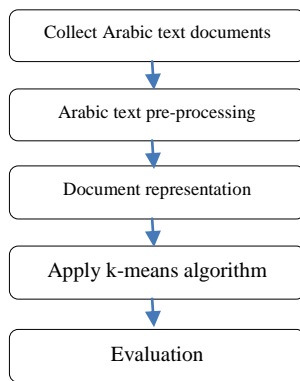 Collect Arabic text documents
Arabic text pre-processing
Document representation
Apply k-means algorithm
Evaluation